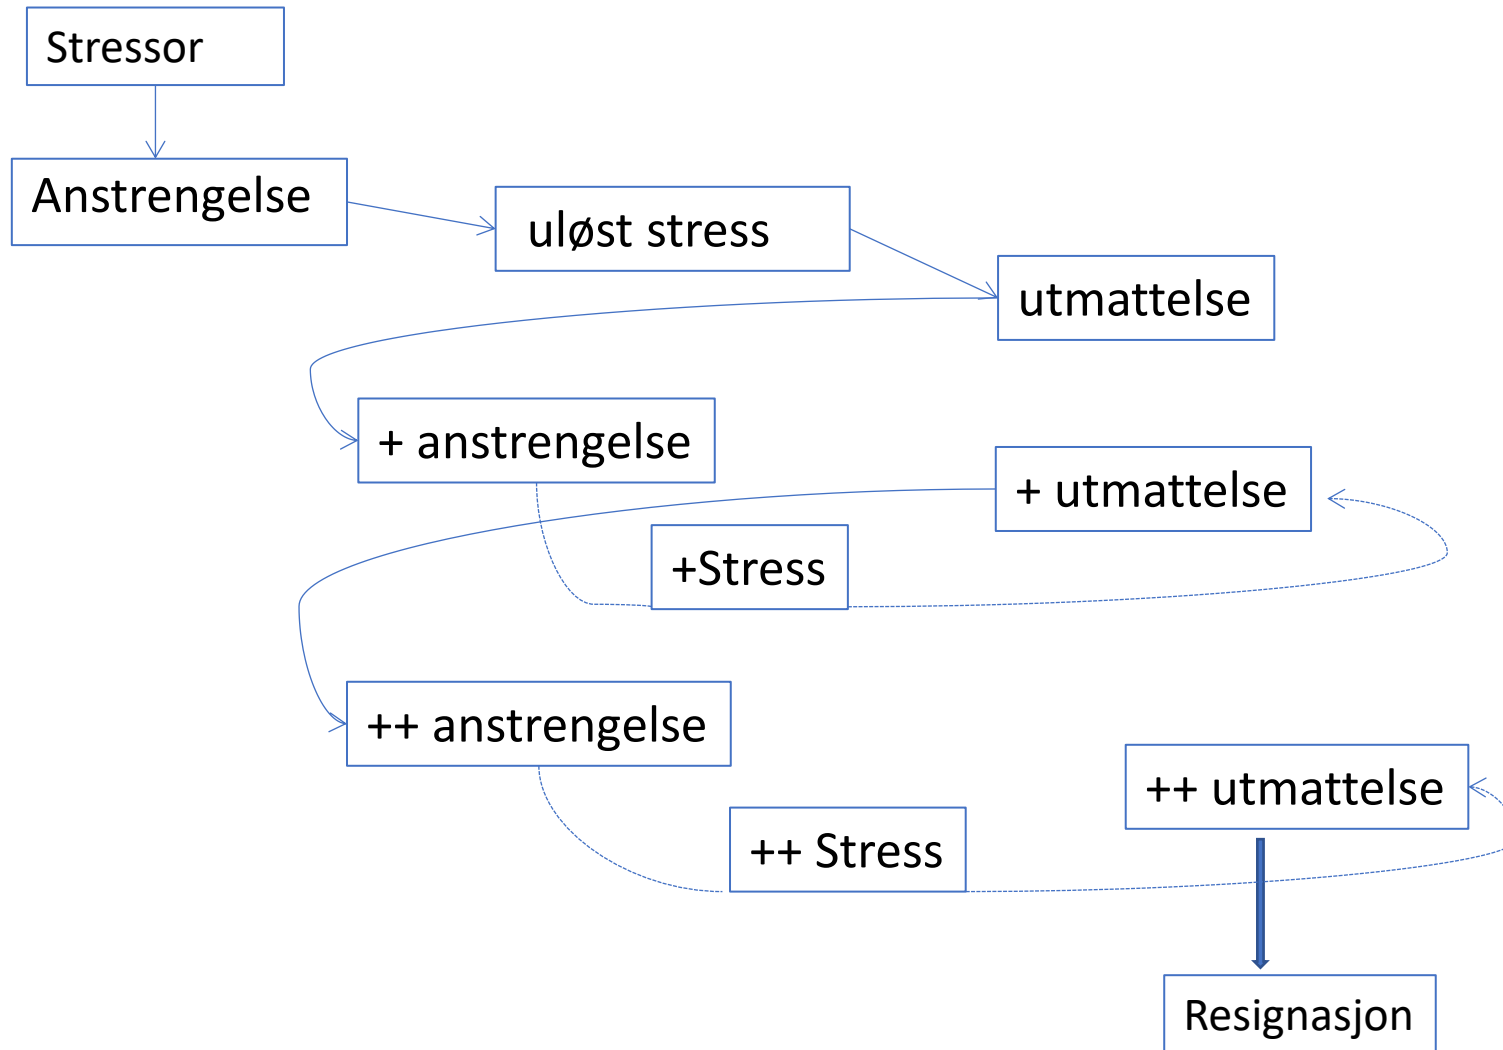 Stressor
Anstrengelse
uløst stress
utmattelse
+ anstrengelse
+ utmattelse
+Stress
++ anstrengelse
++ utmattelse
++ Stress
Resignasjon